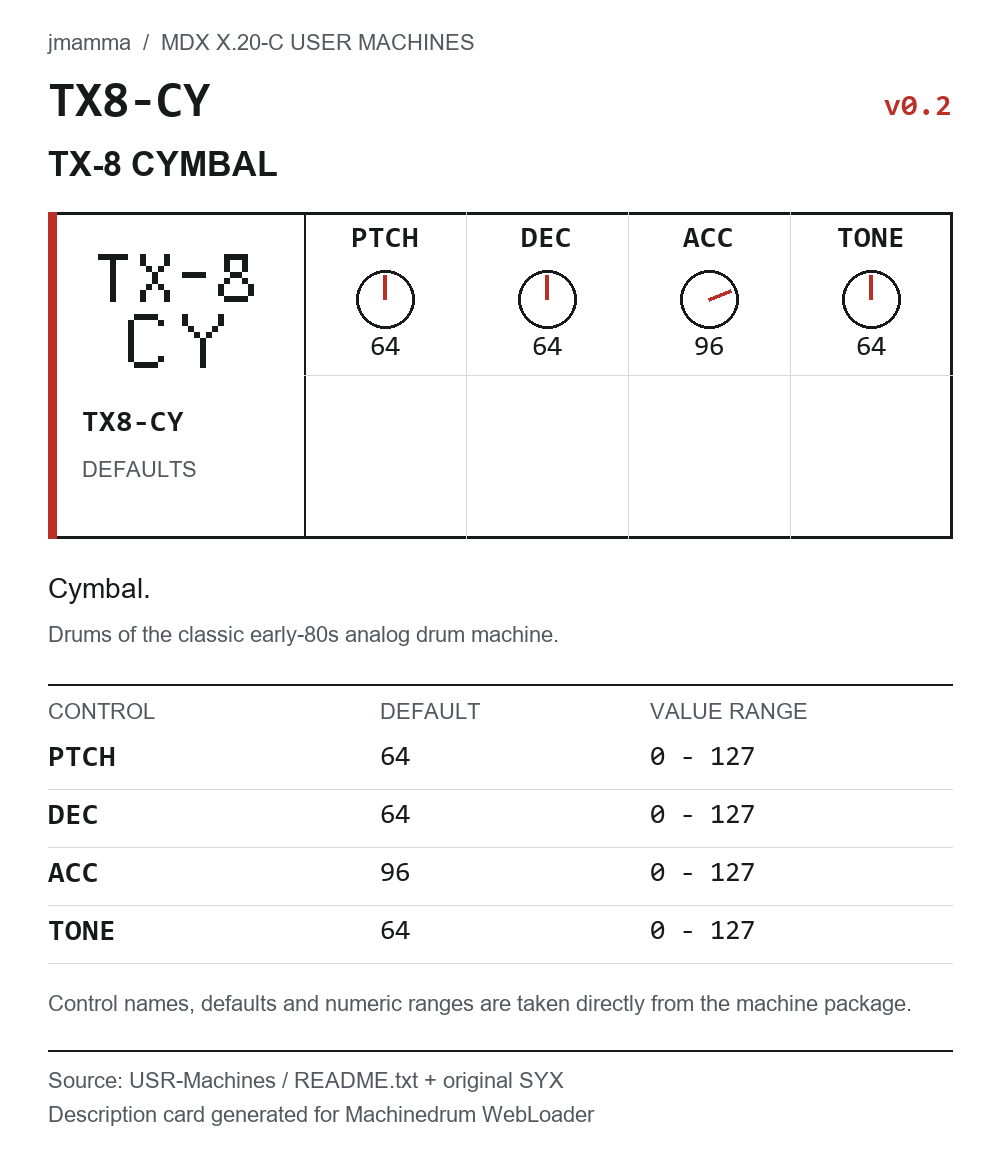 jmamma / MDX X.20-C USER MACHINES
TX8-CY
v0.2
TX-8 CYMBAL
TX-8
CY
TX8-CY
DEFAULTS
PTCH DEC ACC TONE
64 64 96 64
Cymbal.
Drums of the classic early-80s analog drum machine.
CONTROL DEFAULT VALUE RANGE
PTCH 64 0 - 127
DEC 64 0 - 127
ACC 96 0 - 127
TONE 64 0 - 127
Control names, defaults and numeric ranges are taken directly from the machine package.
Source: USR-Machines / README.txt + original SYX
Description card generated for Machinedrum WebLoader